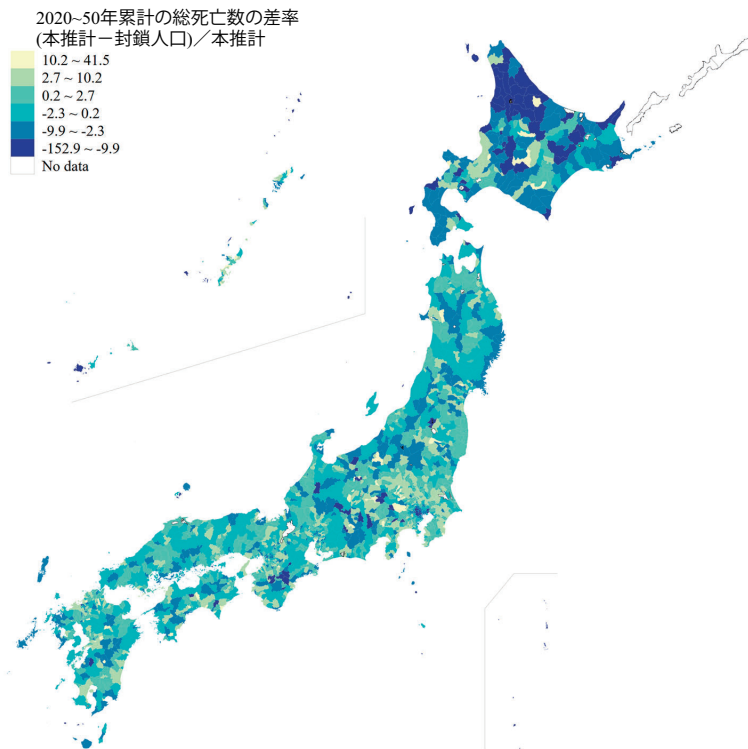 2020~50年累計の総死亡数の差率
(本推計－封鎖人口)／本推計
10.2 ~ 41.5
2.7 ~ 10.2
0.2 ~ 2.7
-2.3 ~ 0.2
-9.9 ~ -2.3
-152.9 ~ -9.9
No data